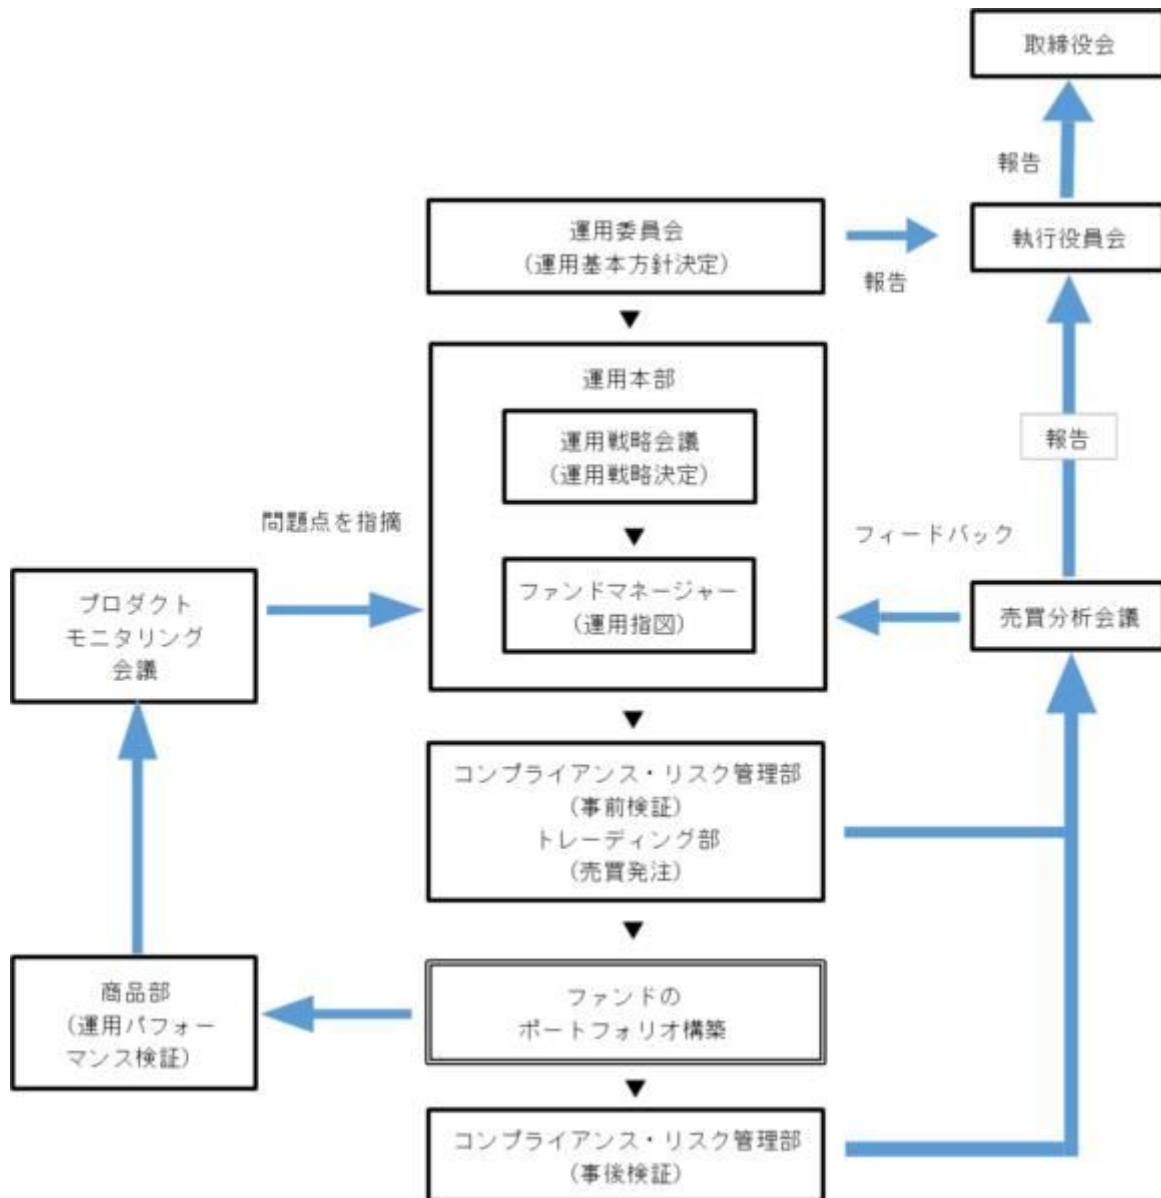 取締役会
報告
運用委員会
(運用基本方針決定)
執行役員会
報告
運用本部
運用戦略会議
(運用戦略決定)
報告
問題点を指摘
フィードバック
プロダクト
モニタリング
会議
ファンドマネージャー
(運用指図)
売買分析会議
コンプライアンス・リスク管理部
(事前検証)
トレーディング部
(売買発注)
商品部
(運用パフォー
マンス検証)
ファンドの
ポートフォリオ構築
コンプライアンス・リスク管理部
(事後検証)